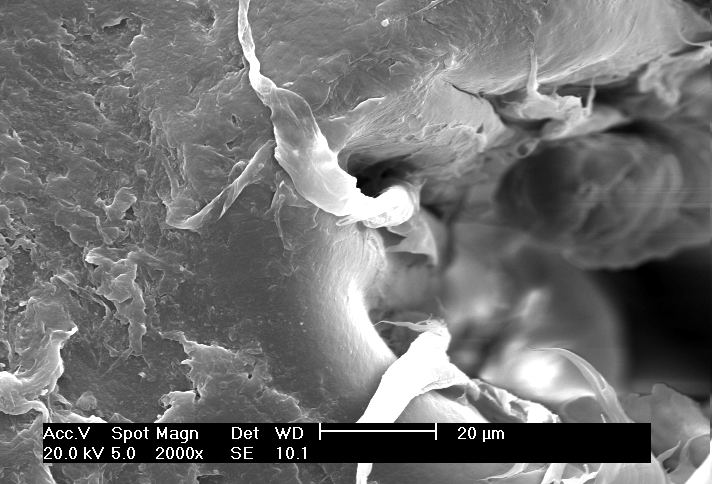 Acc.V Spot Magn Det WD 20 µm
20.0 kV 5.0 2000x SE 10.1